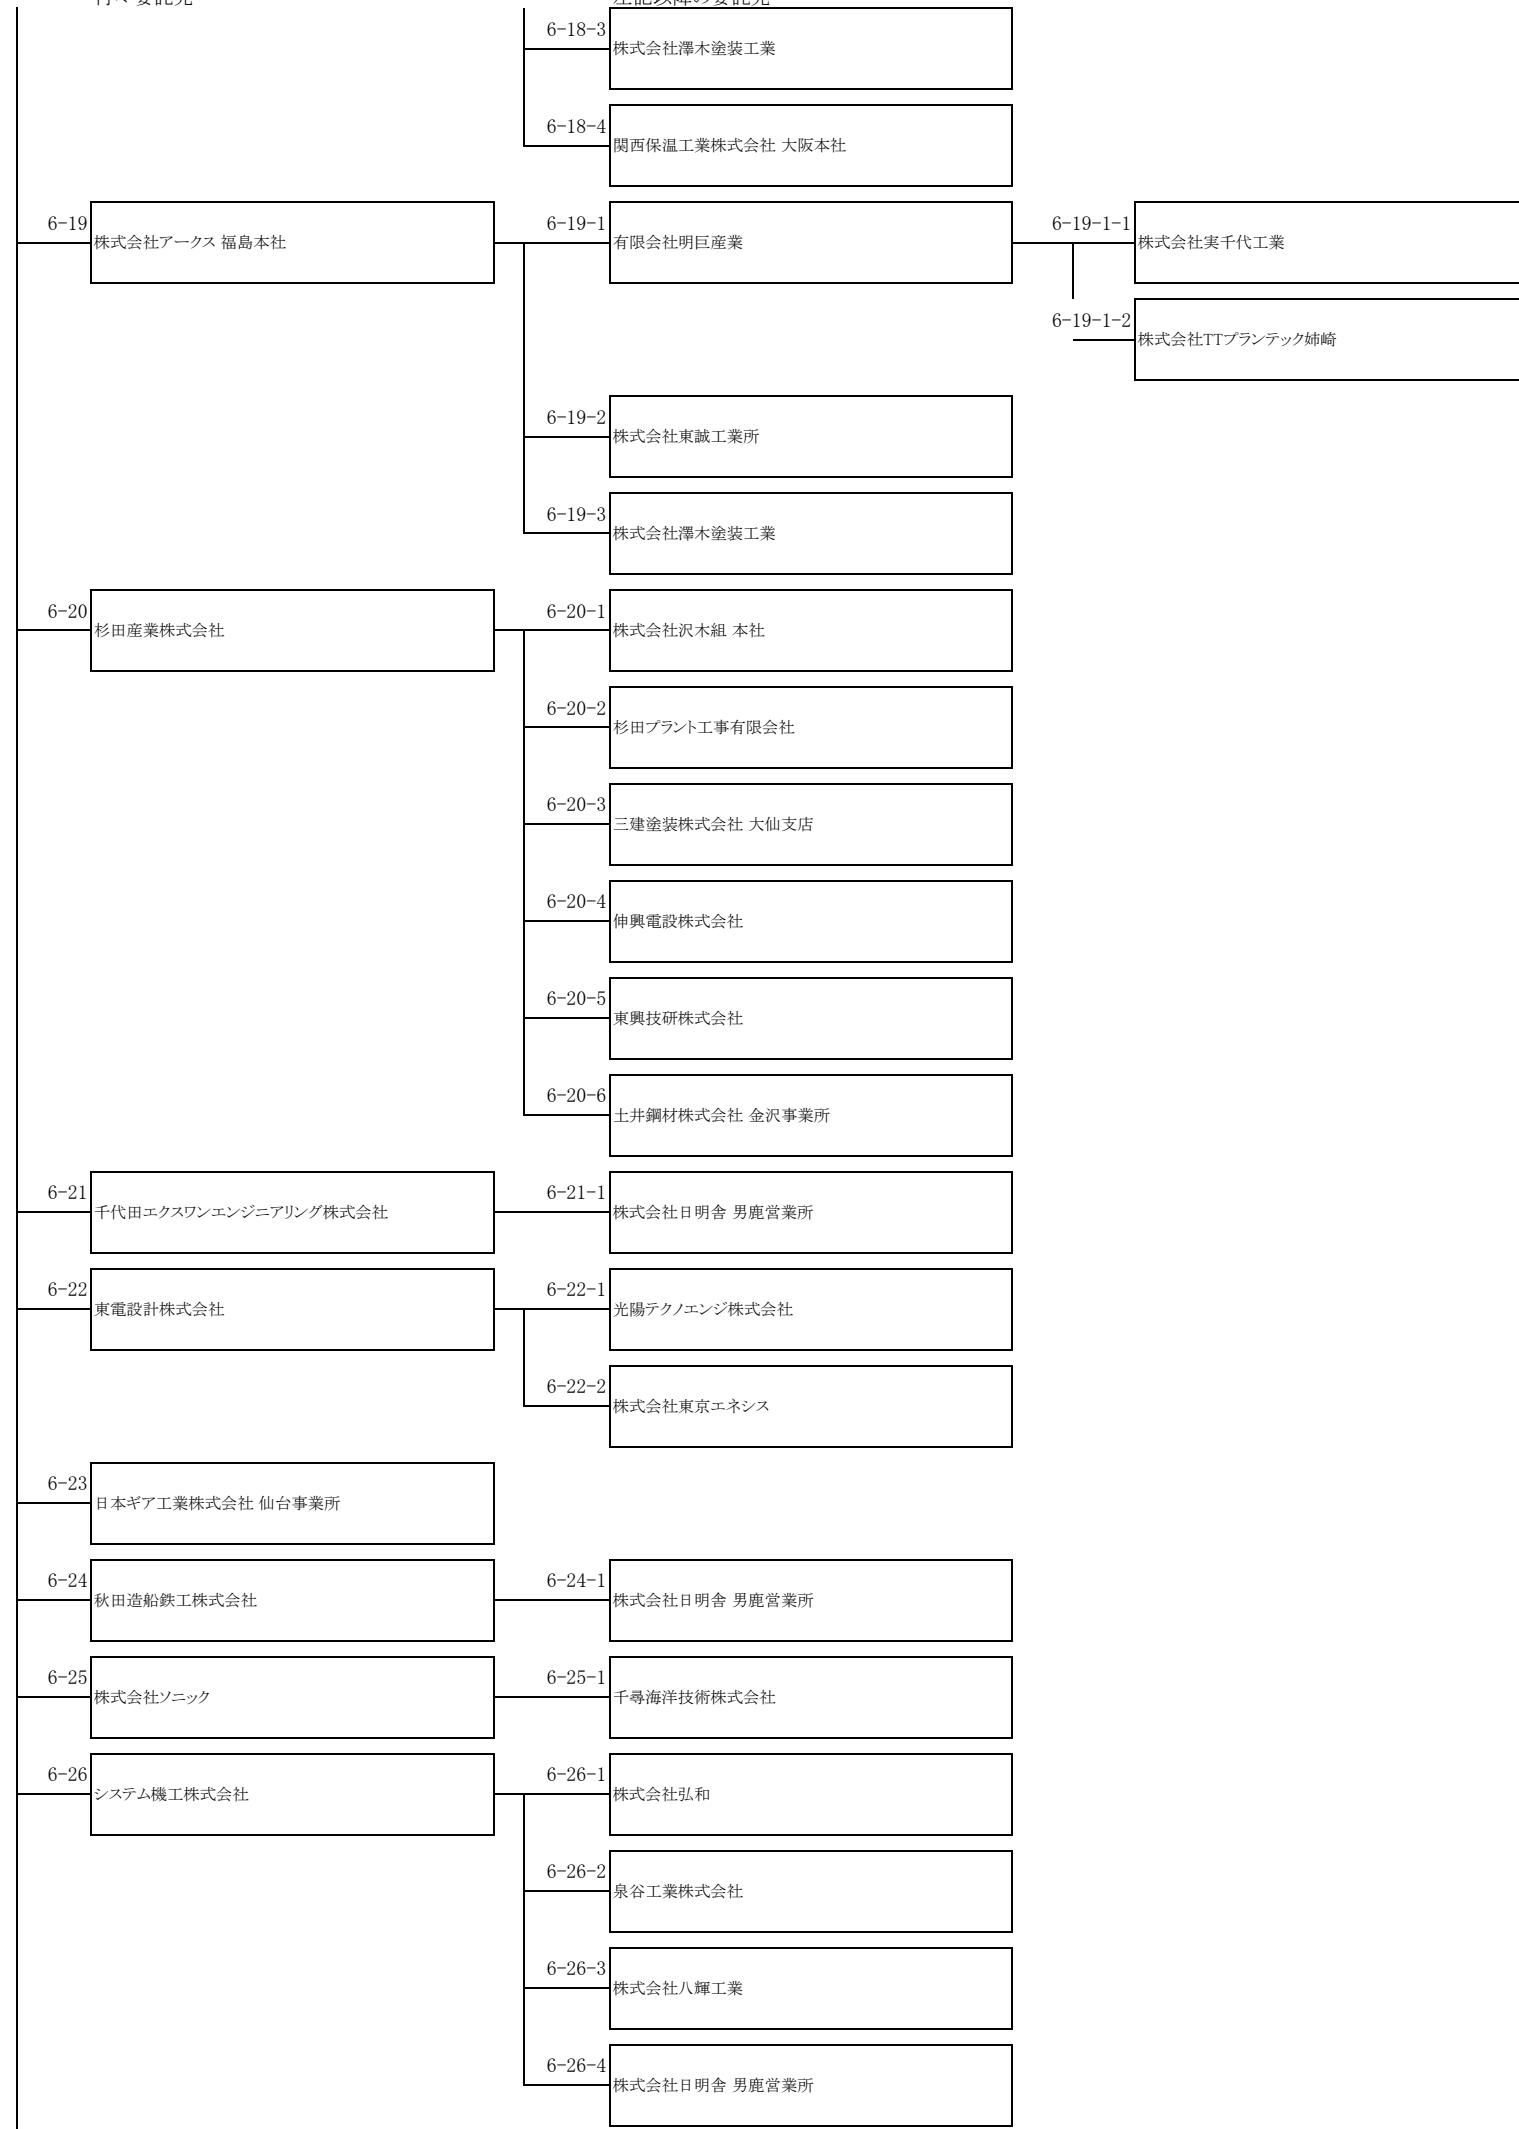 再々委託先
左記以降の委託先
6-18-3
株式会社澤木塗装工業
6-18-4
関西保温工業株式会社 大阪本社
6-19
株式会社アークス 福島本社
6-19-1
有限会社明巨産業
6-19-1-1
株式会社実千代工業
6-19-1-2
株式会社TTプランテック姉崎
6-19-2
株式会社東誠工業所
6-19-3
株式会社澤木塗装工業
6-20
杉田産業株式会社
6-20-1
株式会社沢木組 本社
6-20-2
杉田プラント工事有限会社
6-20-3
三建塗装株式会社 大仙支店
6-20-4
伸興電設株式会社
6-20-5
東興技研株式会社
6-20-6
土井鋼材株式会社 金沢事業所
6-21
千代田エクスワンエンジニアリング株式会社
6-21-1
株式会社日明舎 男鹿営業所
6-22
東電設計株式会社
6-22-1
光陽テクノエンジ株式会社
6-22-2
株式会社東京エネシス
6-23
日本ギア工業株式会社 仙台事業所
6-24
秋田造船鉄工株式会社
6-24-1
株式会社日明舎 男鹿営業所
6-25
株式会社ソニック
6-25-1
千尋海洋技術株式会社
6-26
システム機工株式会社
6-26-1
株式会社弘和
6-26-2
泉谷工業株式会社
6-26-3
株式会社八輝工業
6-26-4
株式会社日明舎 男鹿営業所